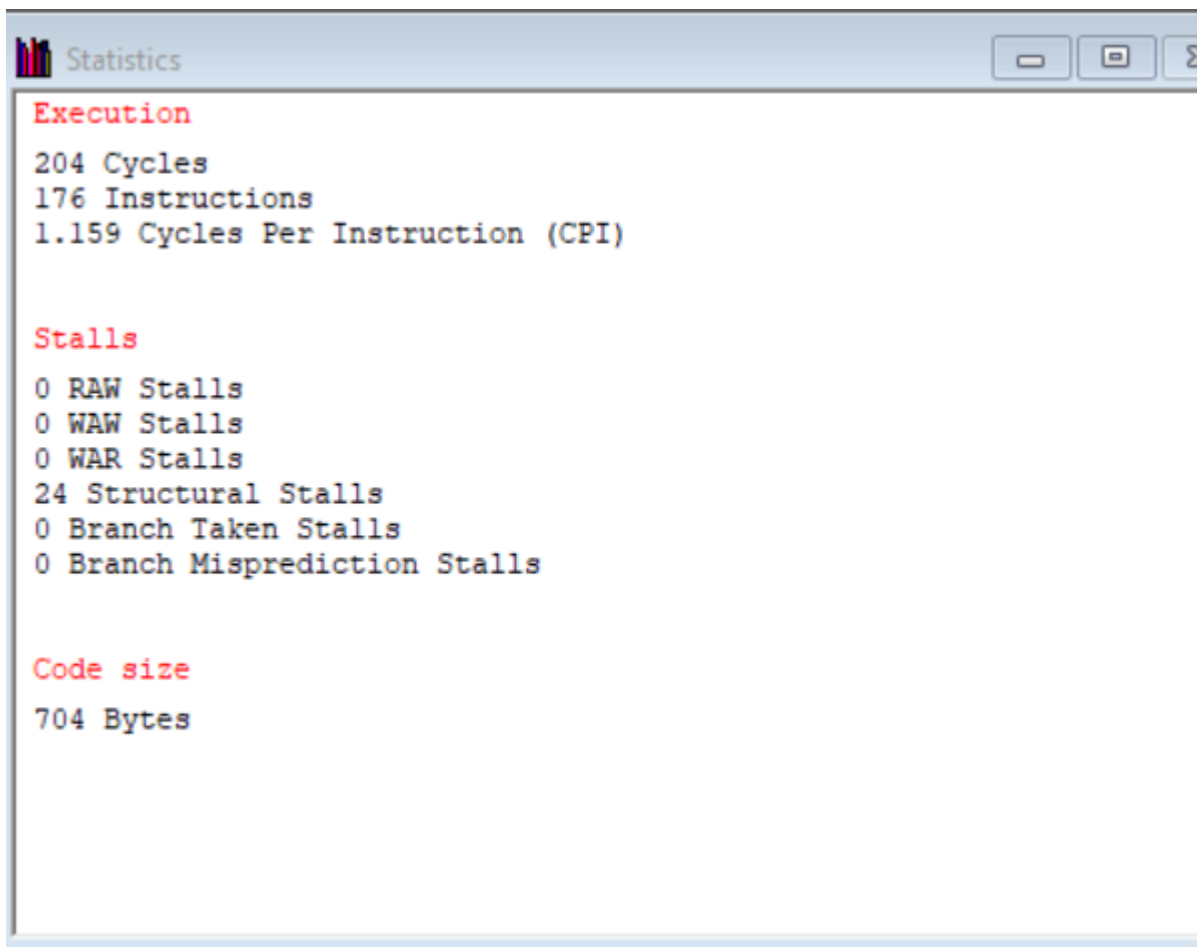 Statistics
Execution
204 Cycles
176 Instructions
1.159 Cycles Per Instruction (CPI)
Stalls
0 RAW Stalls
0 WAW Stalls
0 WAR Stalls
24 Structural Stalls
0 Branch Taken Stalls
0 Branch Misprediction Stalls
Code size
704 Bytes